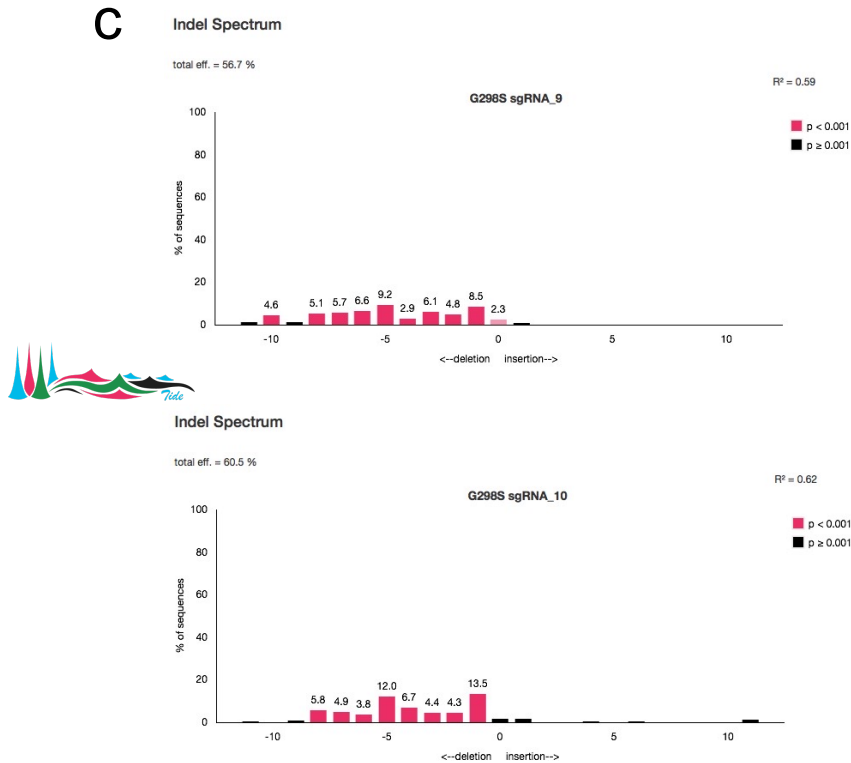 C
Indel Spectrum
total eff. = 56.7 %
R² = 0.59
G298S sgRNA_9
p < 0.001
p ≥ 0.001
% of sequences
100
80
60
40
20
0
4.6 5.1 5.7 6.6 9.2 2.9 6.1 4.8 8.5 2.3
-10 -5 0 5 10
<--deletion insertion-->
Tide
Indel Spectrum
total eff. = 60.5 %
R² = 0.62
G298S sgRNA_10
p < 0.001
p ≥ 0.001
% of sequences
100
80
60
40
20
0
5.8 4.9 3.8 12.0 6.7 4.4 4.3 13.5
-10 -5 0 5 10
<--deletion insertion-->